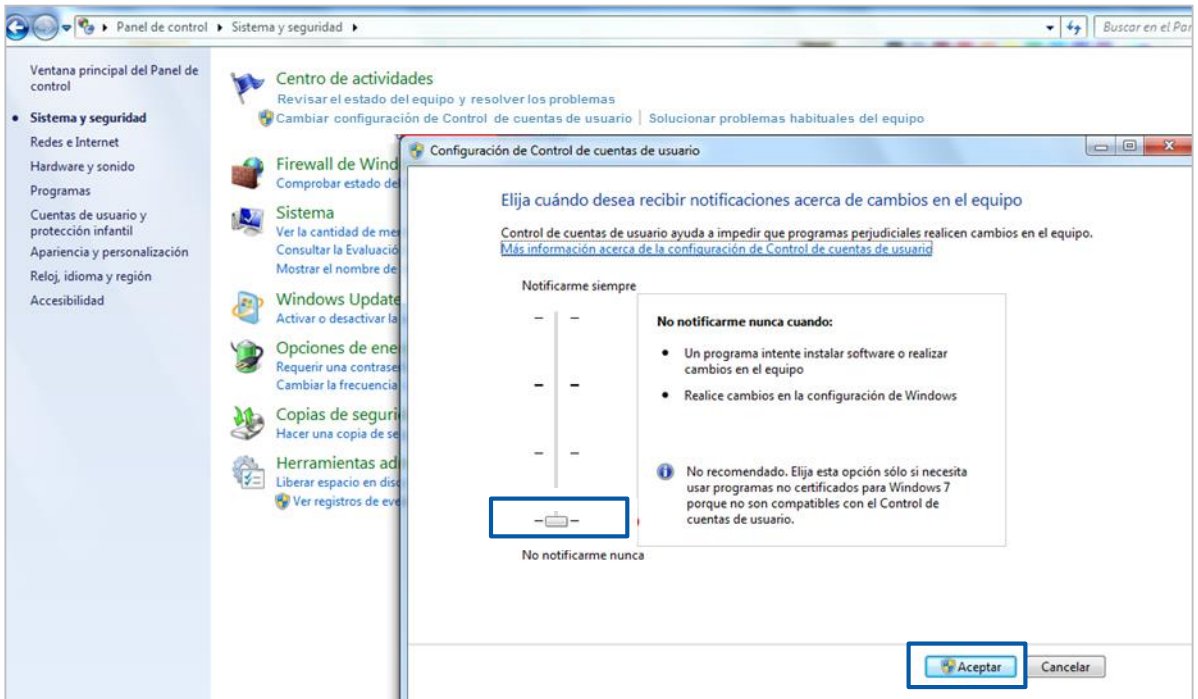 Panel de control ▸ Sistema y seguridad ▸
Buscar en el Par
Ventana principal del Panel de
control
Sistema y seguridad
Redes e Internet
Hardware y sonido
Programas
Cuentas de usuario y
protección infantil
Apariencia y personalización
Reloj, idioma y región
Accesibilidad
Centro de actividades
Revisar el estado del equipo y resolver los problemas
Cambiar configuración de Control de cuentas de usuario | Solucionar problemas habituales del equipo
Firewall de Wind
Comprobar estado del
Sistema
Ver la cantidad de mem
Consultar la Evaluació
Mostrar el nombre de
Windows Update
Activar o desactivar la
Opciones de ene
Requerir una contrase
Cambiar la frecuencia
Copias de seguri
Hacer una copia de se
Herramientas ad
Liberar espacio en disc
Ver registros de eve
Configuración de Control de cuentas de usuario
Elija cuándo desea recibir notificaciones acerca de cambios en el equipo
Control de cuentas de usuario ayuda a impedir que programas perjudiciales realicen cambios en el equipo.
Más información acerca de la configuración de Control de cuentas de usuario
Notificarme siempre
No notificarme nunca cuando:
• Un programa intente instalar software o realizar
cambios en el equipo
• Realice cambios en la configuración de Windows
No recomendado. Elija esta opción sólo si necesita
usar programas no certificados para Windows 7
porque no son compatibles con el Control de
cuentas de usuario.
No notificarme nunca
Aceptar
Cancelar